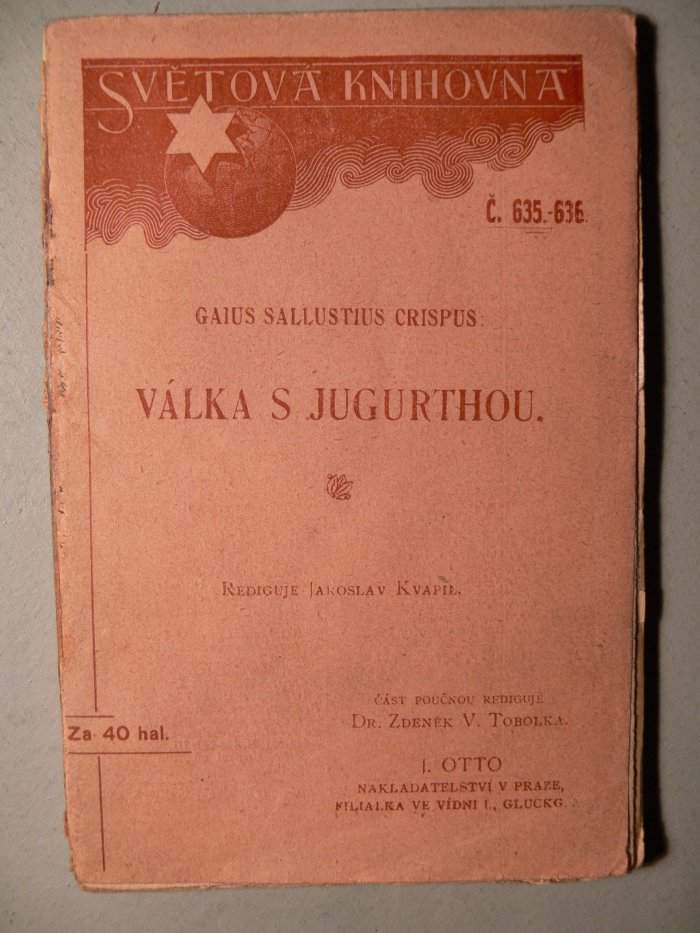 SVĚTOVÁ KNIHOVNA
Č. 635.-636.
GAIUS SALLUSTIUS CRISPUS:
VÁLKA S JUGURTHOU.
REDIGUJE JAROSLAV KVAPIL.
ČÁST POUČNOU REDIGUJE
DR. ZDENĚK V. TOBOLKA.
Za 40 hal.
J. OTTO
NAKLADATELSTVÍ V PRAZE,
FILIALKA VE VÍDNI I., GLUCKG.